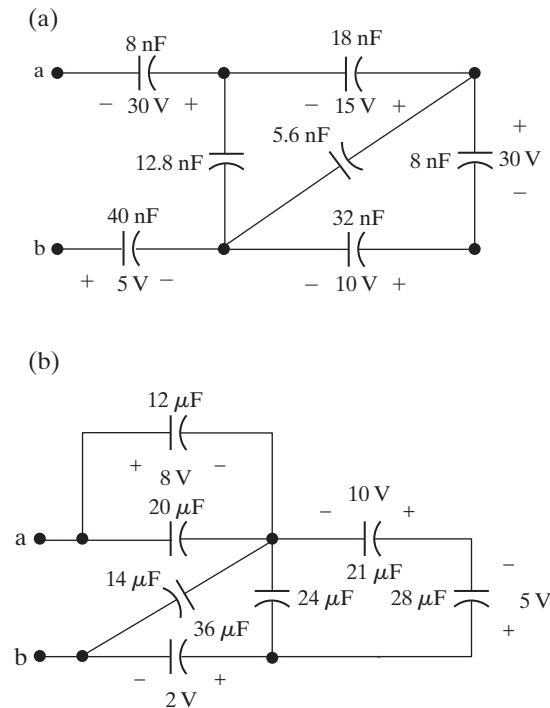 (a)
8 nF 18 nF
a
− 30 V + − 15 V +
5.6 nF +
12.8 nF 8 nF 30 V
−
40 nF 32 nF
b
+ 5 V − − 10 V +
(b)
12 μF
+ 8 V −
20 μF 10 V
a − +
21 μF
14 μF 24 μF 28 μF − 5 V +
36 μF
b
− 2 V +